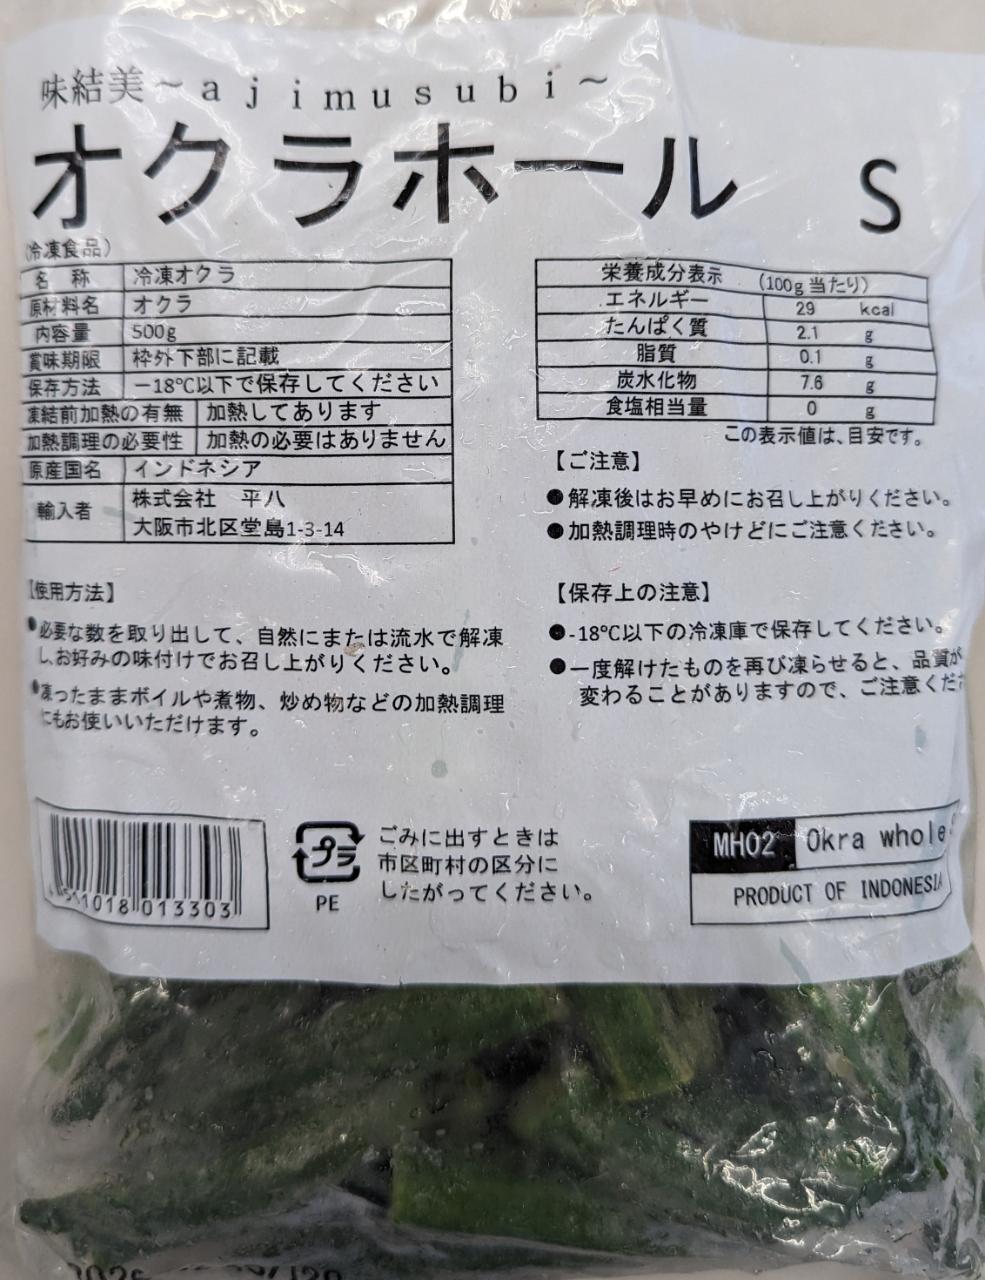 味結美～ajimusubi～
オクラホール S
(冷凍食品)
名 称 冷凍オクラ
原材料名 オクラ
内容量 500g
賞味期限 枠外下部に記載
保存方法 －18℃以下で保存してください
凍結前加熱の有無 加熱してあります
加熱調理の必要性 加熱の必要はありません
原産国名 インドネシア
輸入者 株式会社 平八
大阪市北区堂島1-3-14
栄養成分表示 (100g当たり)
エネルギー 29 kcal
たんぱく質 2.1 g
脂質 0.1 g
炭水化物 7.6 g
食塩相当量 0 g
この表示値は、目安です。
【ご注意】
●解凍後はお早めにお召し上がりください。
●加熱調理時のやけどにご注意ください。
【使用方法】
●必要な数を取り出して、自然にまたは流水で解凍
し、お好みの味付けでお召し上がりください。
●凍ったままボイルや煮物、炒め物などの加熱調理
にもお使いいただけます。
【保存上の注意】
●-18℃以下の冷凍庫で保存してください。
●一度解けたものを再び凍らせると、品質が
変わることがありますので、ご注意くださ
1018 013303
プラ
PE
ごみに出すときは
市区町村の区分に
したがってください。
MH02 Okra whole
PRODUCT OF INDONESIA